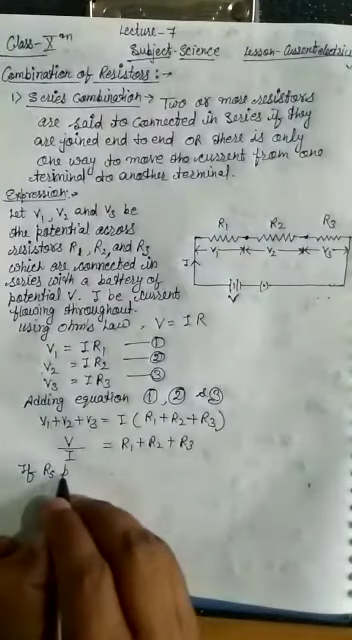 Lecture-7
Class-Xth
Subject-Science Lesson-Current electric
Combination of Resistors:→
1) Series Combination → Two or more resistors
are said to connected in series if they
are joined end to end OR there is only
one way to move the current from one
terminal to another terminal.
Expression:-
Let V1, V2 and V3 be
the potential across
resistors R1, R2, and R3
which are connected in
series with a battery of
potential V. I be current
flowing throughout.
R1 R2 R3
V1 V2 V3
I
V
using ohm's law, V = IR
V1 = IR1 — ①
V2 = IR2 — ②
V3 = IR3 — ③
Adding equation ①, ② & ③
V1+V2+V3 = I (R1+R2+R3)
V/I = R1+R2+R3
If Rs b